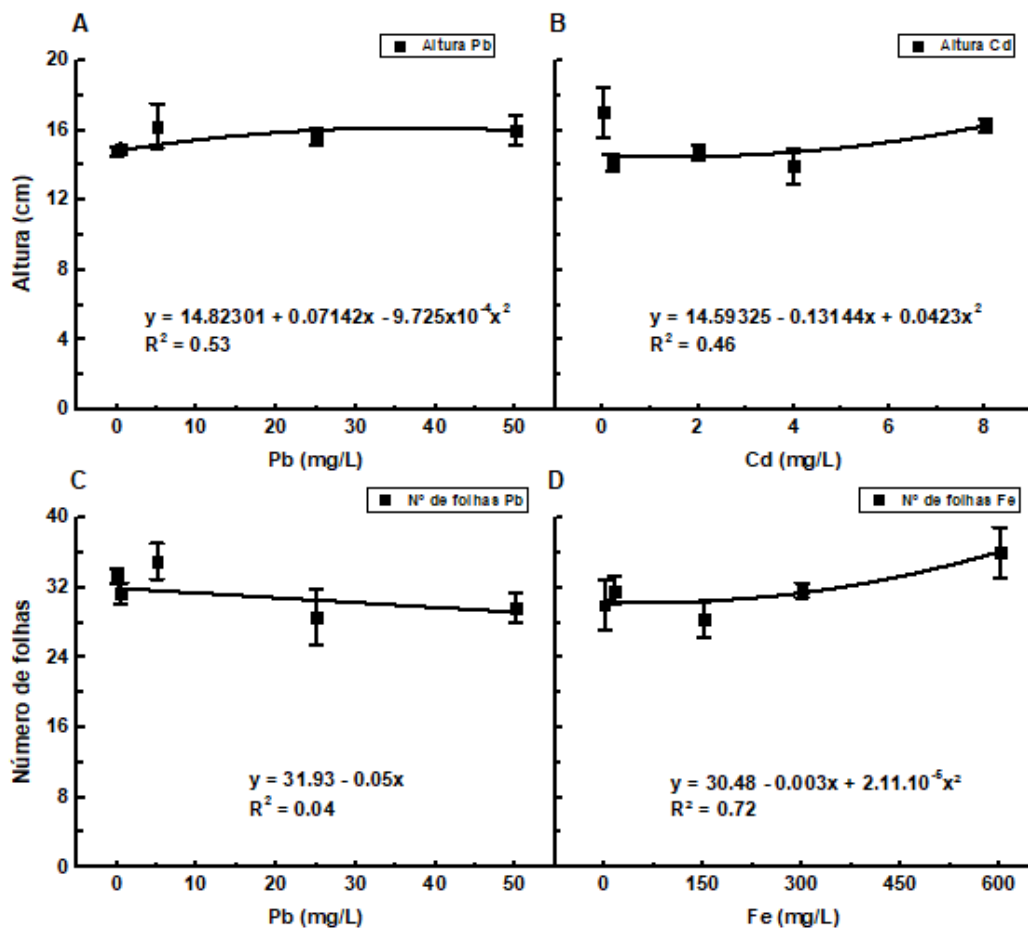 A
Altura Pb
20
16
12
8
4
0
Altura (cm)
y = 14.82301 + 0.07142x - 9.725x10⁻⁴x²
R² = 0.53
0 10 20 30 40 50
Pb (mg/L)
B
Altura Cd
y = 14.59325 - 0.13144x + 0.0423x²
R² = 0.46
0 2 4 6 8
Cd (mg/L)
C
Nº de folhas Pb
40
32
24
16
8
0
Número de folhas
y = 31.93 - 0.05x
R² = 0.04
0 10 20 30 40 50
Pb (mg/L)
D
Nº de folhas Fe
y = 30.48 - 0.003x + 2.11.10⁻⁵x²
R² = 0.72
0 150 300 450 600
Fe (mg/L)